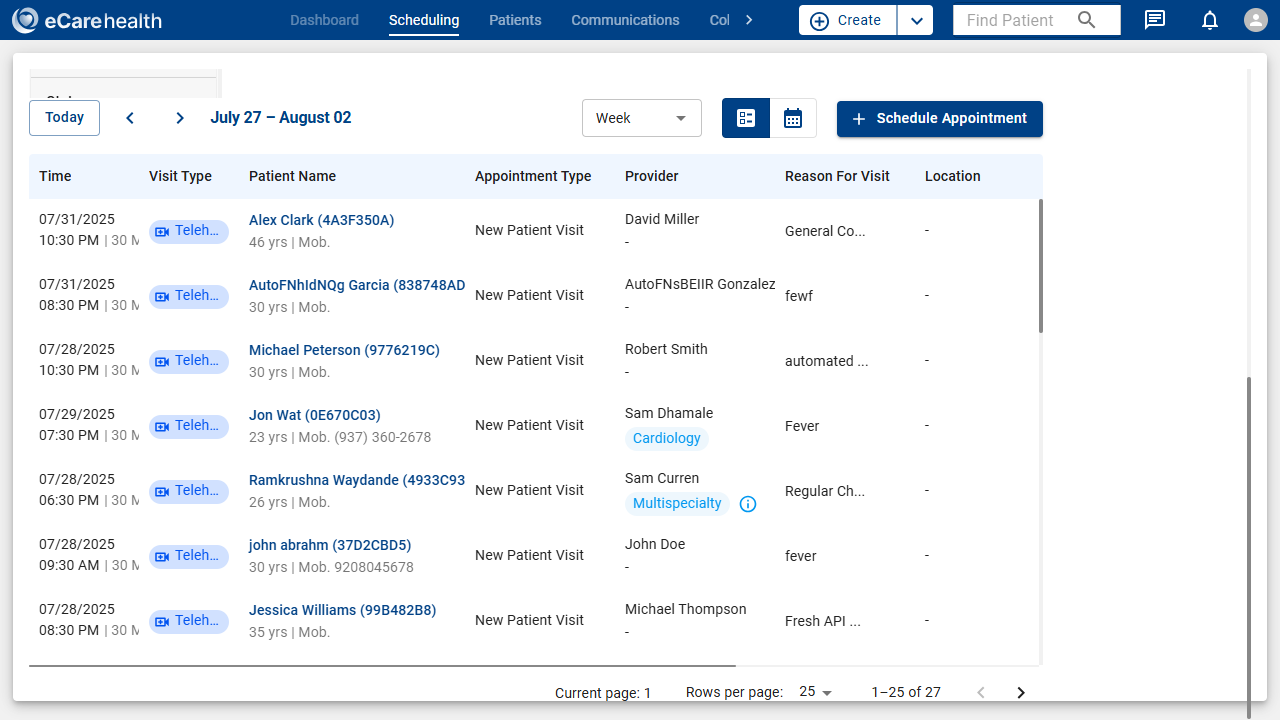 eCarehealth Dashboard Scheduling Patients Communications Col Create Find Patient
Today July 27 – August 02 Week Schedule Appointment
Time Visit Type Patient Name Appointment Type Provider Reason For Visit Location
07/31/2025 Alex Clark (4A3F350A) David Miller
10:30 PM | 30 M Teleh... 46 yrs | Mob. New Patient Visit - General Co... -
07/31/2025 AutoFNhIdNQg Garcia (838748AD AutoFNsBEIIR Gonzalez
08:30 PM | 30 M Teleh... 30 yrs | Mob. New Patient Visit - fewf -
07/28/2025 Michael Peterson (9776219C) Robert Smith
10:30 PM | 30 M Teleh... 30 yrs | Mob. New Patient Visit - automated ... -
07/29/2025 Jon Wat (0E670C03) Sam Dhamale
07:30 PM | 30 M Teleh... 23 yrs | Mob. (937) 360-2678 New Patient Visit Cardiology Fever -
07/28/2025 Ramkrushna Waydande (4933C93 Sam Curren
06:30 PM | 30 M Teleh... 26 yrs | Mob. New Patient Visit Multispecialty Regular Ch... -
07/28/2025 john abrahm (37D2CBD5) John Doe
09:30 AM | 30 M Teleh... 30 yrs | Mob. 9208045678 New Patient Visit - fever -
07/28/2025 Jessica Williams (99B482B8) Michael Thompson
08:30 PM | 30 M Teleh... 35 yrs | Mob. New Patient Visit - Fresh API ... -
Current page: 1 Rows per page: 25 1–25 of 27